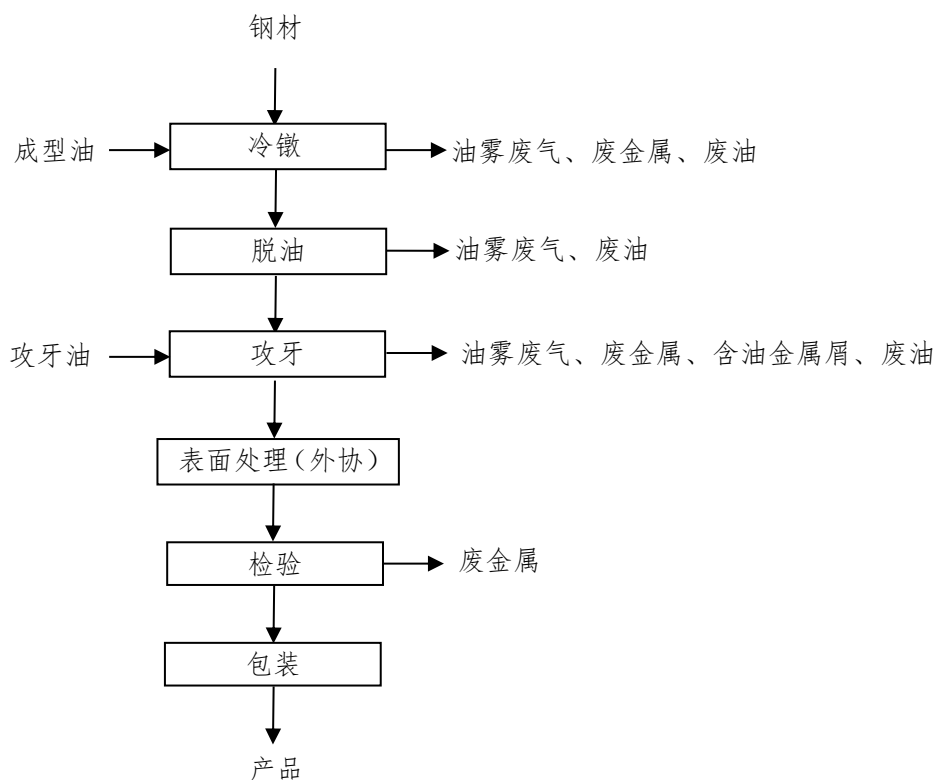 钢材
成型油 冷镦 油雾废气、废金属、废油
脱油 油雾废气、废油
攻牙油 攻牙 油雾废气、废金属、含油金属屑、废油
表面处理（外协）
检验 废金属
包装
产品